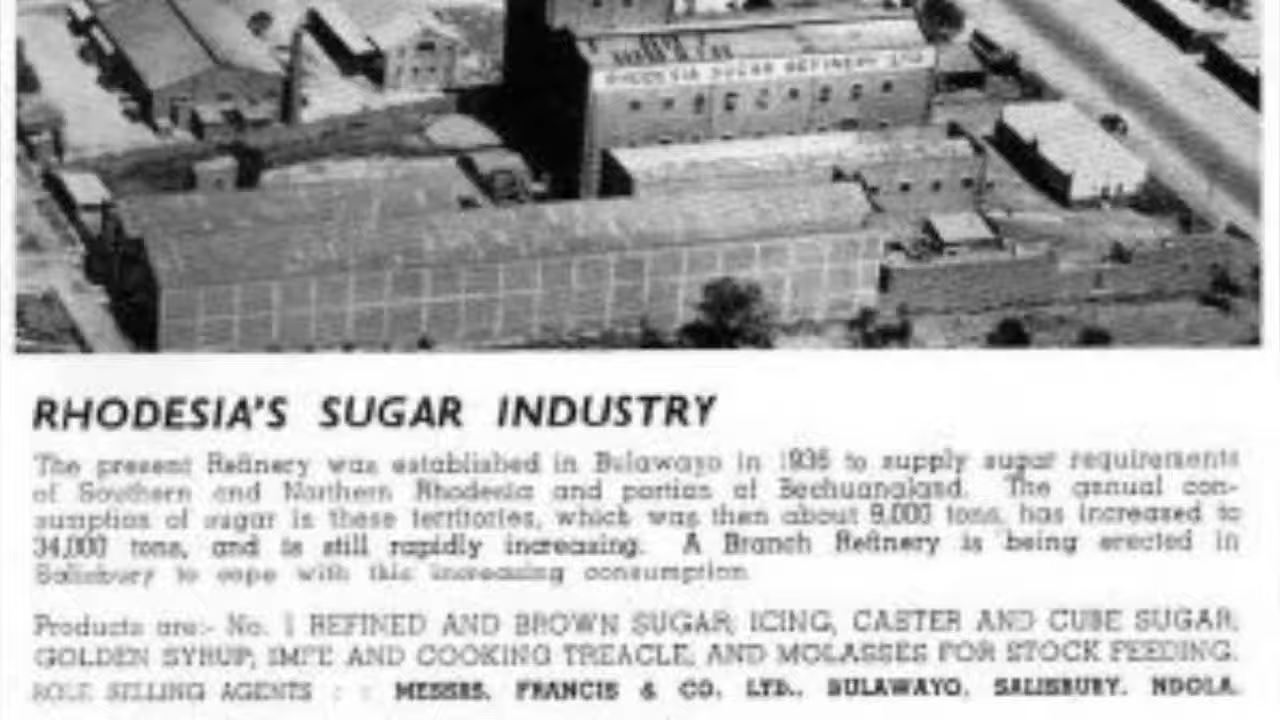 RHODESIA SUGAR REFINERY LTD
RHODESIA'S SUGAR INDUSTRY
The present Refinery was established in Bulawayo in 1936 to supply sugar requirements
of Southern and Northern Rhodesia and portion of Bechuanaland. The annual con-
sumption of sugar in these territories, which was then about 9,000 tons, has increased to
34,000 tons, and is still rapidly increasing. A Branch Refinery is being erected in
Salisbury to cope with this increasing consumption.
Products are:- No. 1 REFINED AND BROWN SUGAR, ICING, CASTER AND CUBE SUGAR,
GOLDEN SYRUP, AND COOKING TREACLE, AND MOLASSES FOR STOCK FEEDING.
SOLE SELLING AGENTS : : MESSRS. FRANCIS & CO. LTD., BULAWAYO, SALISBURY, NDOLA.